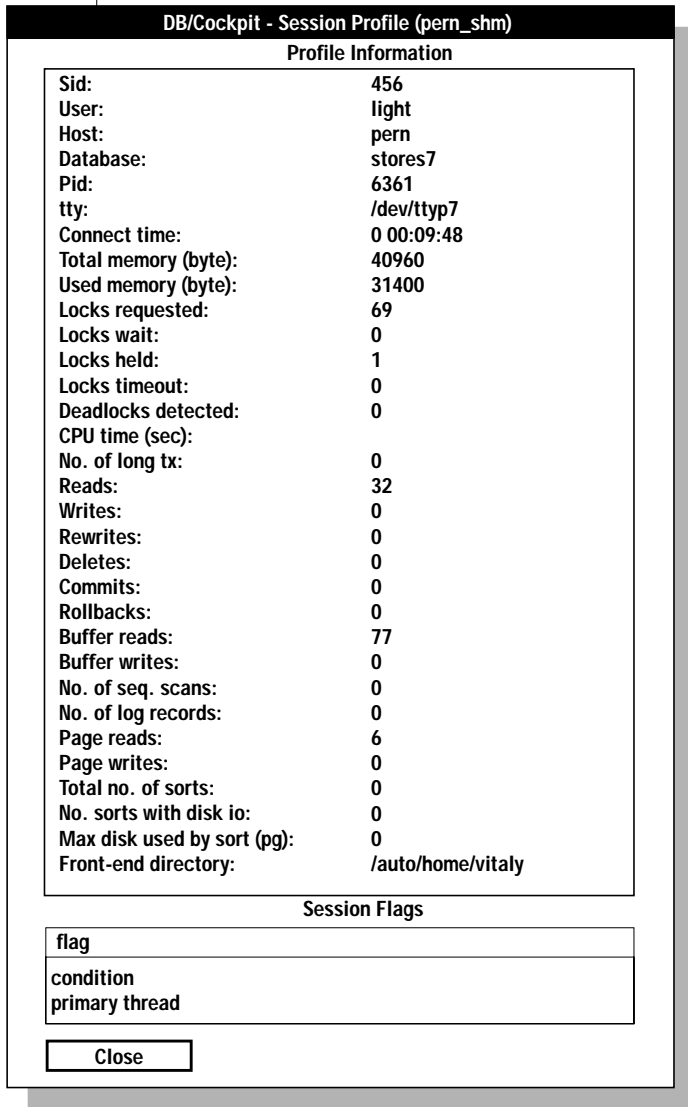 DB/Cockpit - Session Profile (pern_shm)
Profile Information
Sid: 456
User: light
Host: pern
Database: stores7
Pid: 6361
tty: /dev/ttyp7
Connect time: 0 00:09:48
Total memory (byte): 40960
Used memory (byte): 31400
Locks requested: 69
Locks wait: 0
Locks held: 1
Locks timeout: 0
Deadlocks detected: 0
CPU time (sec):
No. of long tx: 0
Reads: 32
Writes: 0
Rewrites: 0
Deletes: 0
Commits: 0
Rollbacks: 0
Buffer reads: 77
Buffer writes: 0
No. of seq. scans: 0
No. of log records: 0
Page reads: 6
Page writes: 0
Total no. of sorts: 0
No. sorts with disk io: 0
Max disk used by sort (pg): 0
Front-end directory: /auto/home/vitaly
Session Flags
flag
condition
primary thread
Close